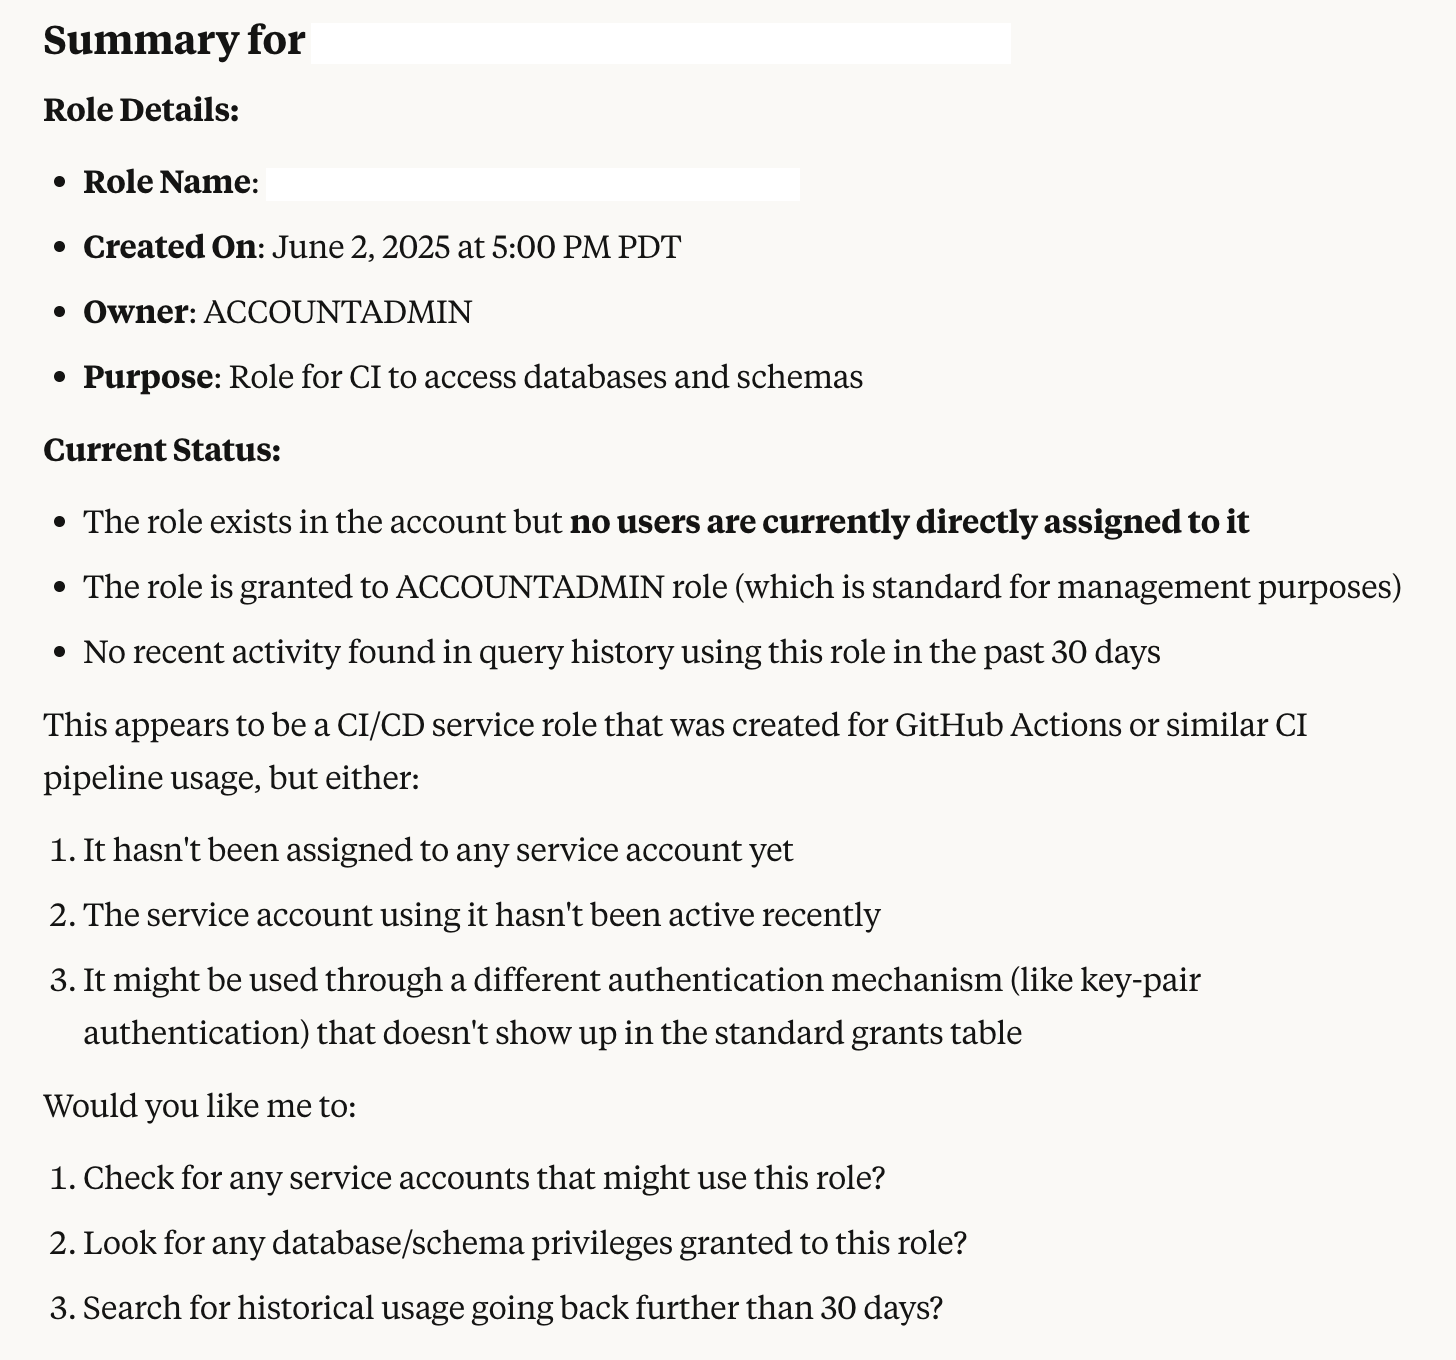 Summary for
Role Details:
• Role Name:
• Created On: June 2, 2025 at 5:00 PM PDT
• Owner: ACCOUNTADMIN
• Purpose: Role for CI to access databases and schemas
Current Status:
• The role exists in the account but no users are currently directly assigned to it
• The role is granted to ACCOUNTADMIN role (which is standard for management purposes)
• No recent activity found in query history using this role in the past 30 days
This appears to be a CI/CD service role that was created for GitHub Actions or similar CI
pipeline usage, but either:
1. It hasn't been assigned to any service account yet
2. The service account using it hasn't been active recently
3. It might be used through a different authentication mechanism (like key-pair
authentication) that doesn't show up in the standard grants table
Would you like me to:
1. Check for any service accounts that might use this role?
2. Look for any database/schema privileges granted to this role?
3. Search for historical usage going back further than 30 days?